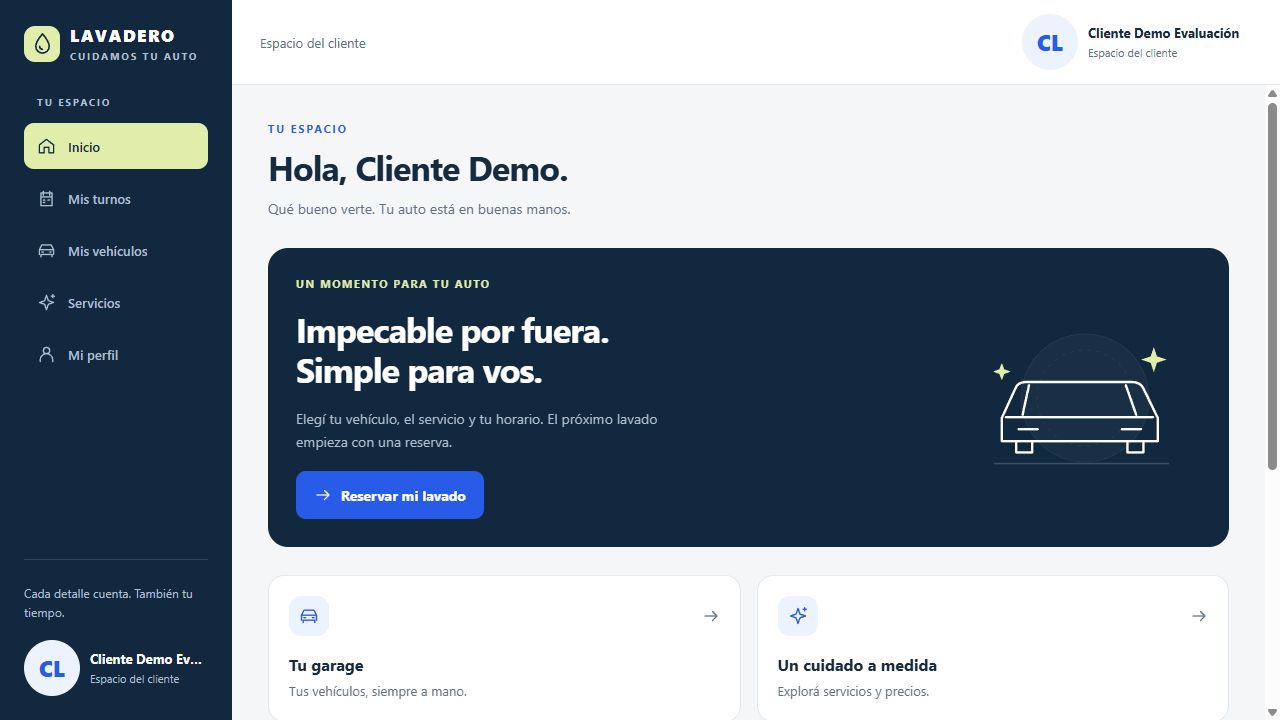 LAVADERO
CUIDAMOS TU AUTO
TU ESPACIO
Inicio
Mis turnos
Mis vehículos
Servicios
Mi perfil
Cada detalle cuenta. También tu
tiempo.
CL
Cliente Demo Ev...
Espacio del cliente
Espacio del cliente
CL
Cliente Demo Evaluación
Espacio del cliente
TU ESPACIO
Hola, Cliente Demo.
Qué bueno verte. Tu auto está en buenas manos.
UN MOMENTO PARA TU AUTO
Impecable por fuera.
Simple para vos.
Elegí tu vehículo, el servicio y tu horario. El próximo lavado
empieza con una reserva.
Reservar mi lavado
Tu garage
Tus vehículos, siempre a mano.
Un cuidado a medida
Explorá servicios y precios.